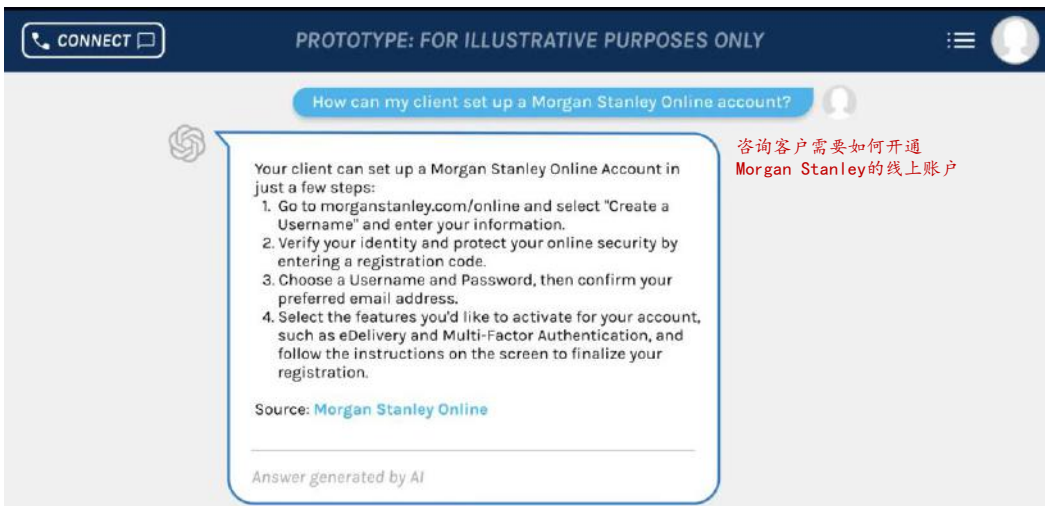 CONNECT
PROTOTYPE: FOR ILLUSTRATIVE PURPOSES ONLY
How can my client set up a Morgan Stanley Online account?
咨询客户需要如何开通
Morgan Stanley的线上账户
Your client can set up a Morgan Stanley Online Account in
just a few steps:
1. Go to morganstanley.com/online and select "Create a
Username" and enter your information.
2. Verify your identity and protect your online security by
entering a registration code.
3. Choose a Username and Password, then confirm your
preferred email address.
4. Select the features you'd like to activate for your account,
such as eDelivery and Multi-Factor Authentication, and
follow the instructions on the screen to finalize your
registration.
Source: Morgan Stanley Online
Answer generated by AI